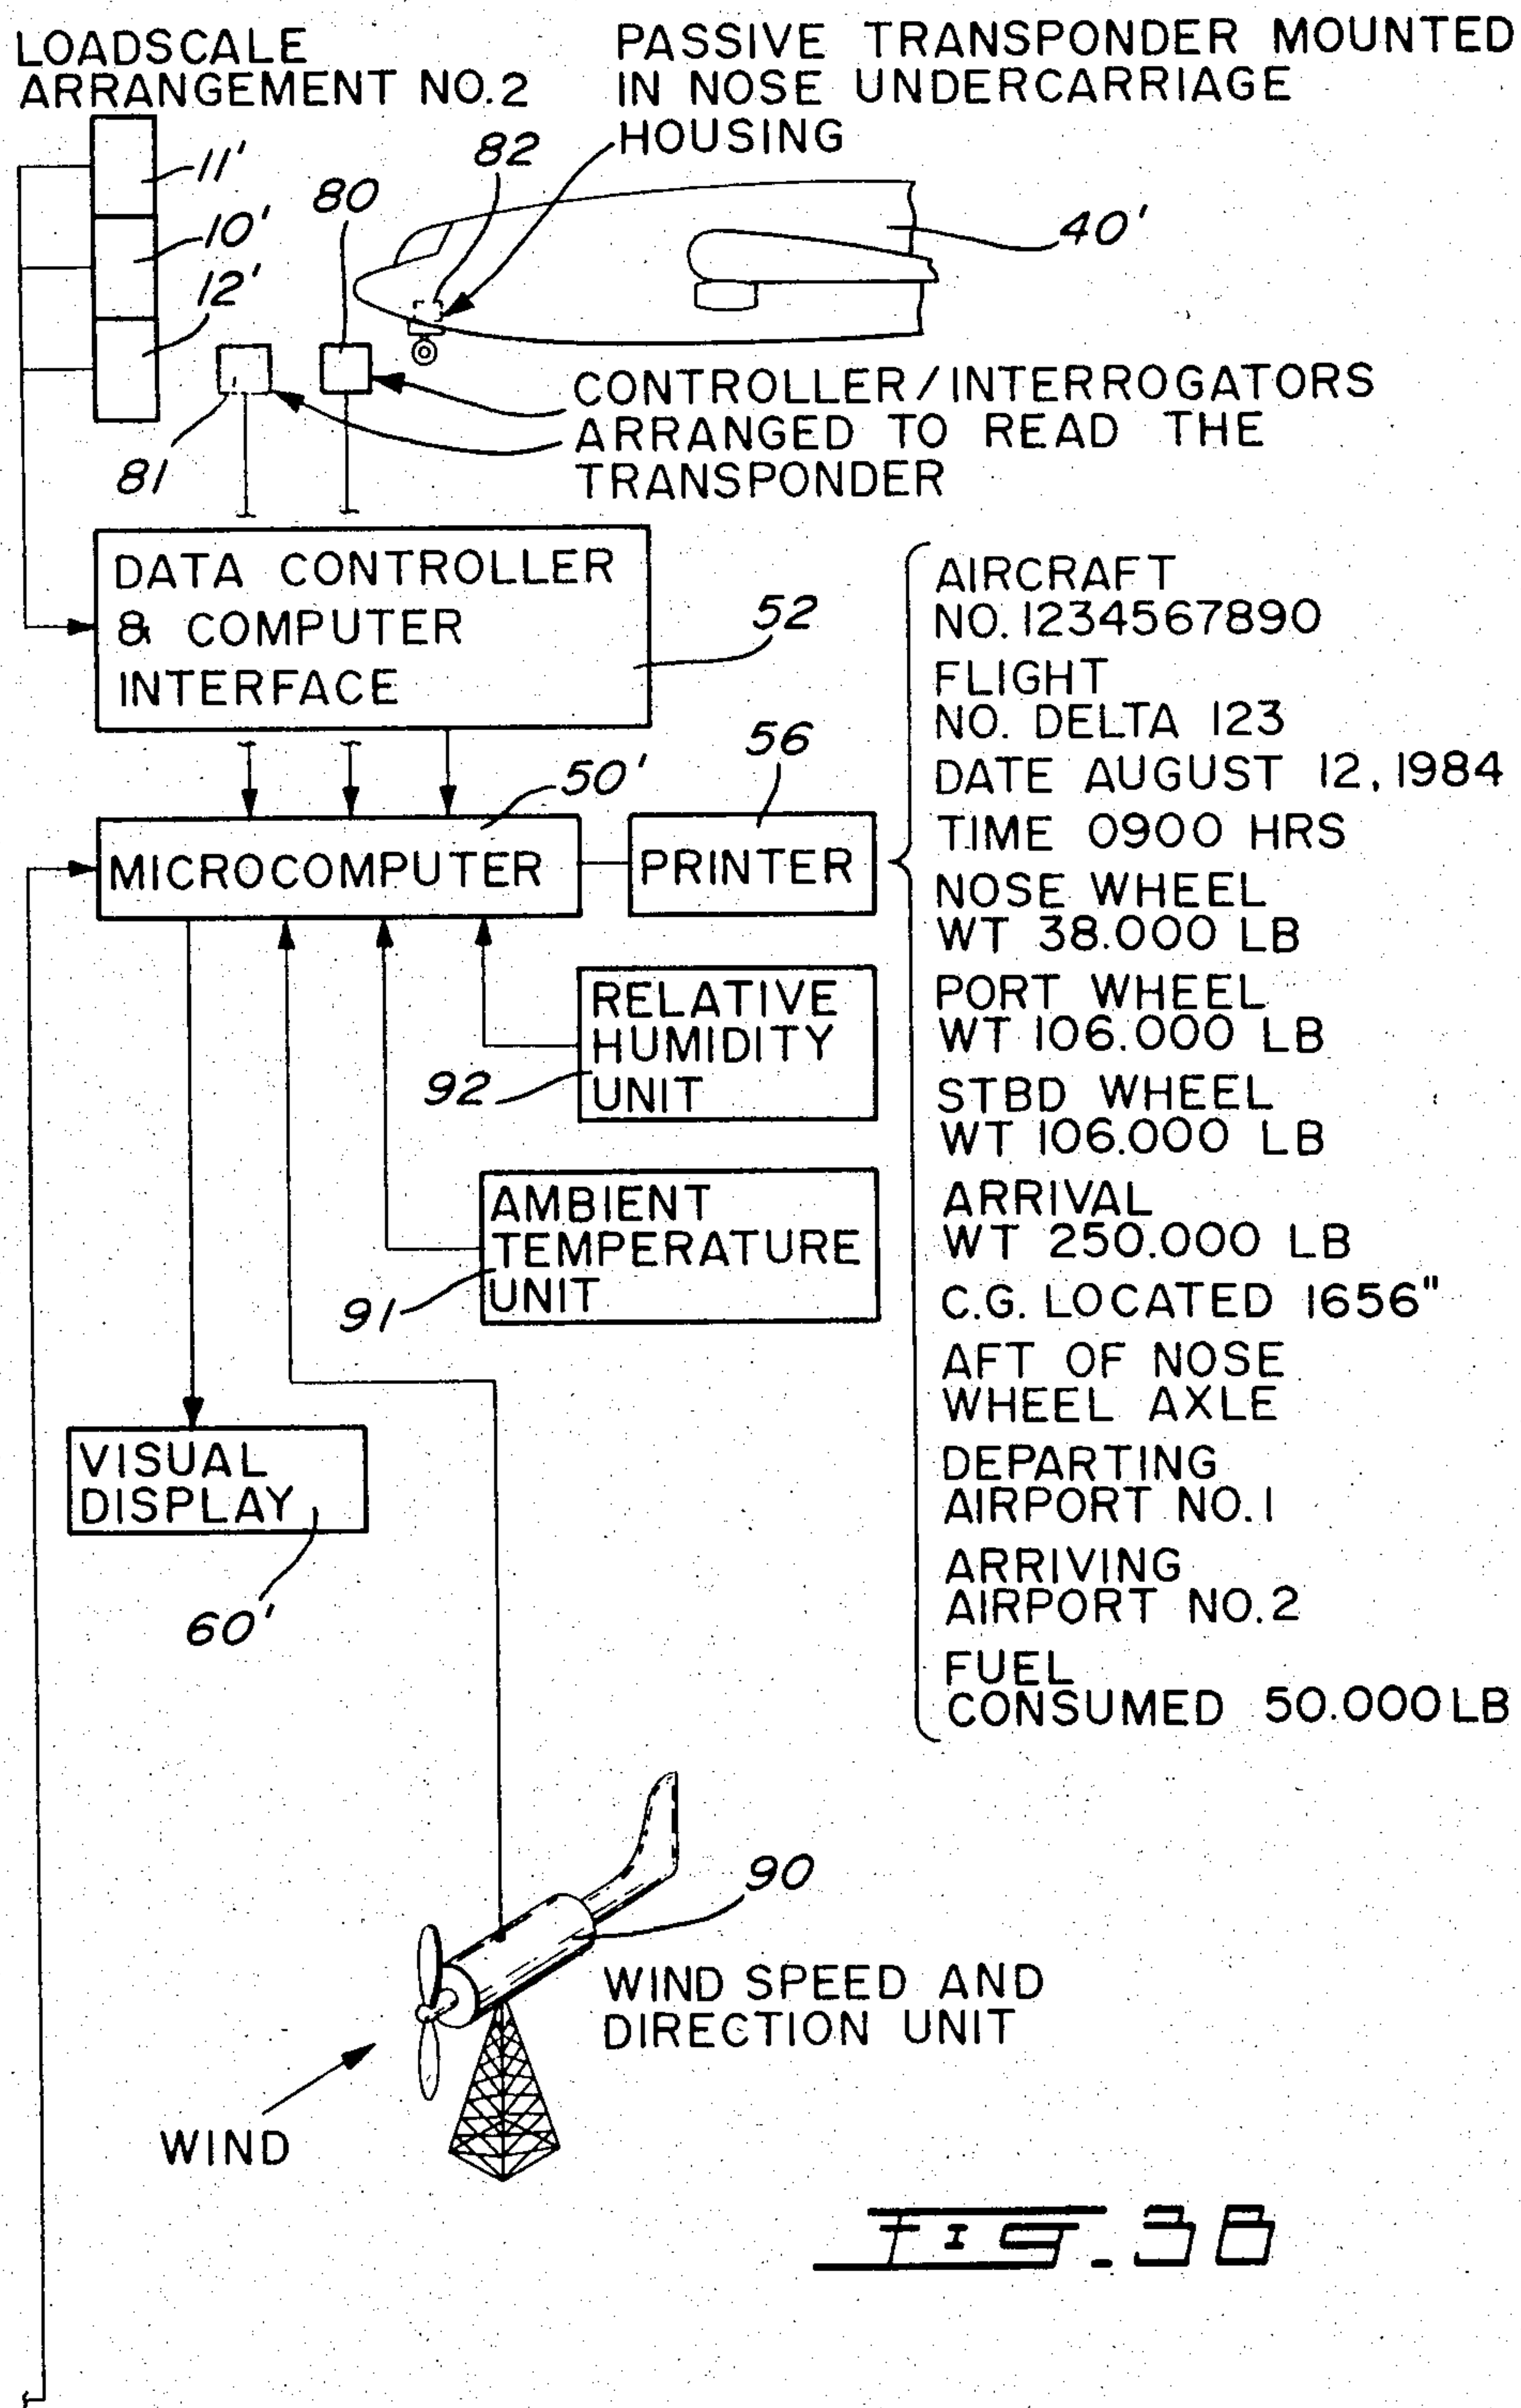 LOADSCALE
ARRANGEMENT NO.2
PASSIVE TRANSPONDER MOUNTED
IN NOSE UNDERCARRIAGE
HOUSING
11'
10'
12'
80
82
40'
81
CONTROLLER/INTERROGATORS
ARRANGED TO READ THE
TRANSPONDER
DATA CONTROLLER
& COMPUTER
INTERFACE
52
50'
MICROCOMPUTER
56
PRINTER
RELATIVE
HUMIDITY
UNIT
92
AMBIENT
TEMPERATURE
UNIT
91
VISUAL
DISPLAY
60'
AIRCRAFT
NO. 1234567890
FLIGHT
NO. DELTA 123
DATE AUGUST 12, 1984
TIME 0900 HRS
NOSE WHEEL
WT 38.000 LB
PORT WHEEL
WT 106.000 LB
STBD WHEEL
WT 106.000 LB
ARRIVAL
WT 250.000 LB
C.G. LOCATED 1656"
AFT OF NOSE
WHEEL AXLE
DEPARTING
AIRPORT NO. 1
ARRIVING
AIRPORT NO. 2
FUEL
CONSUMED 50.000 LB
90
WIND SPEED AND
DIRECTION UNIT
WIND
FIG. 3B